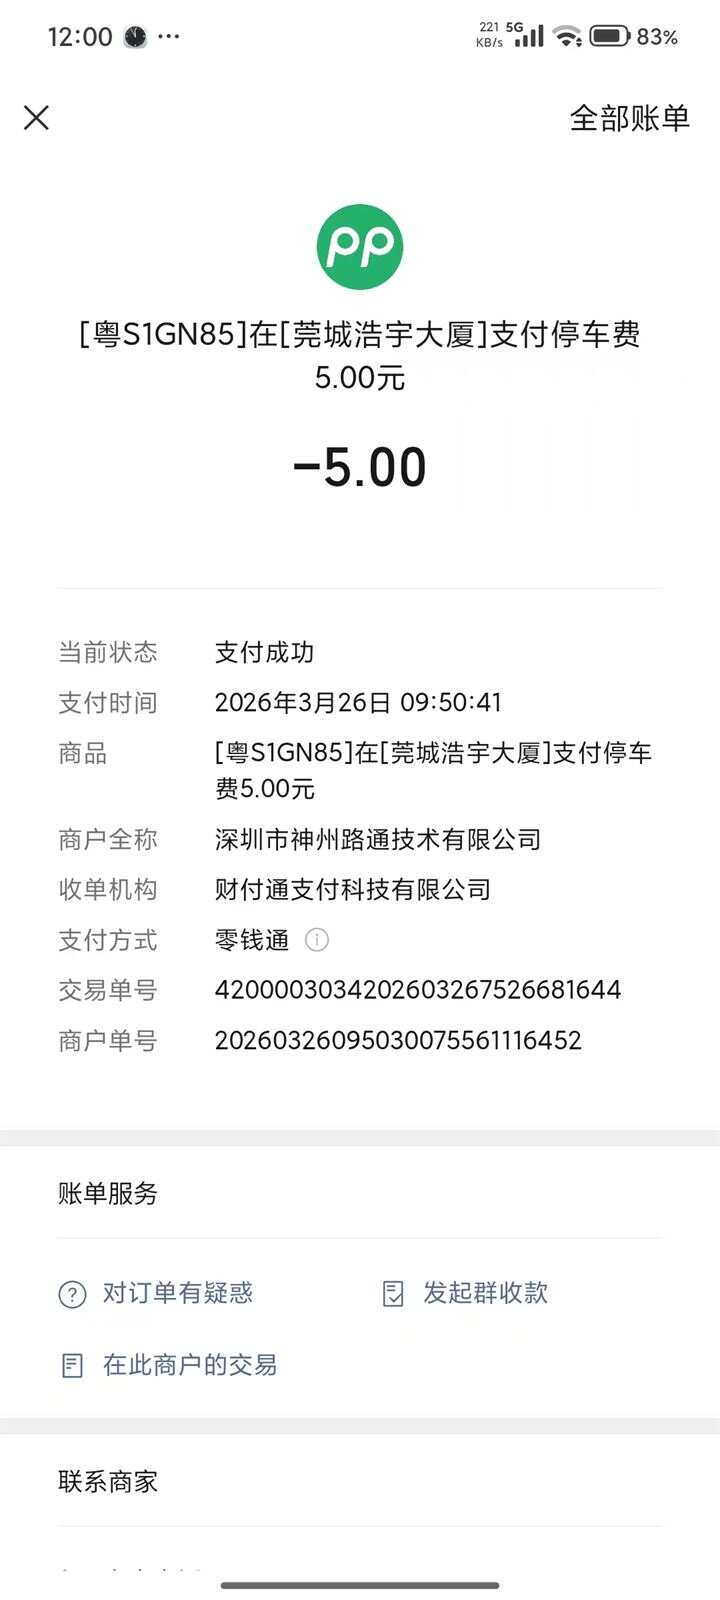 12:00 ···
221 KB/s 5G 83%
全部账单
pp
[粤S1GN85]在[莞城浩宇大厦]支付停车费
5.00元
-5.00
当前状态 支付成功
支付时间 2026年3月26日 09:50:41
商品 [粤S1GN85]在[莞城浩宇大厦]支付停车
费5.00元
商户全称 深圳市神州路通技术有限公司
收单机构 财付通支付科技有限公司
支付方式 零钱通
交易单号 4200003034202603267526681644
商户单号 20260326095030075561116452
账单服务
对订单有疑惑 发起群收款
在此商户的交易
联系商家